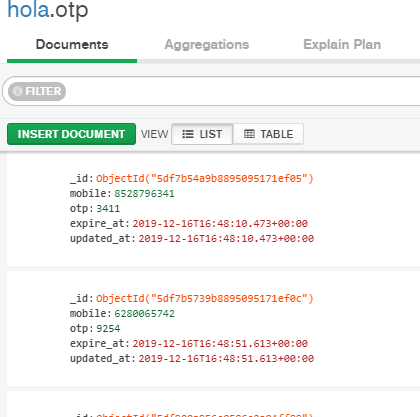 hola.otp
Documents Aggregations Explain Plan
FILTER
INSERT DOCUMENT VIEW LIST TABLE
_id: ObjectId("5df7b54a9b8895095171ef05")
mobile: 8528796341
otp: 3411
expire_at: 2019-12-16T16:48:10.473+00:00
updated_at: 2019-12-16T16:48:10.473+00:00
_id: ObjectId("5df7b5739b8895095171ef0c")
mobile: 6280065742
otp: 9254
expire_at: 2019-12-16T16:48:51.613+00:00
updated_at: 2019-12-16T16:48:51.613+00:00